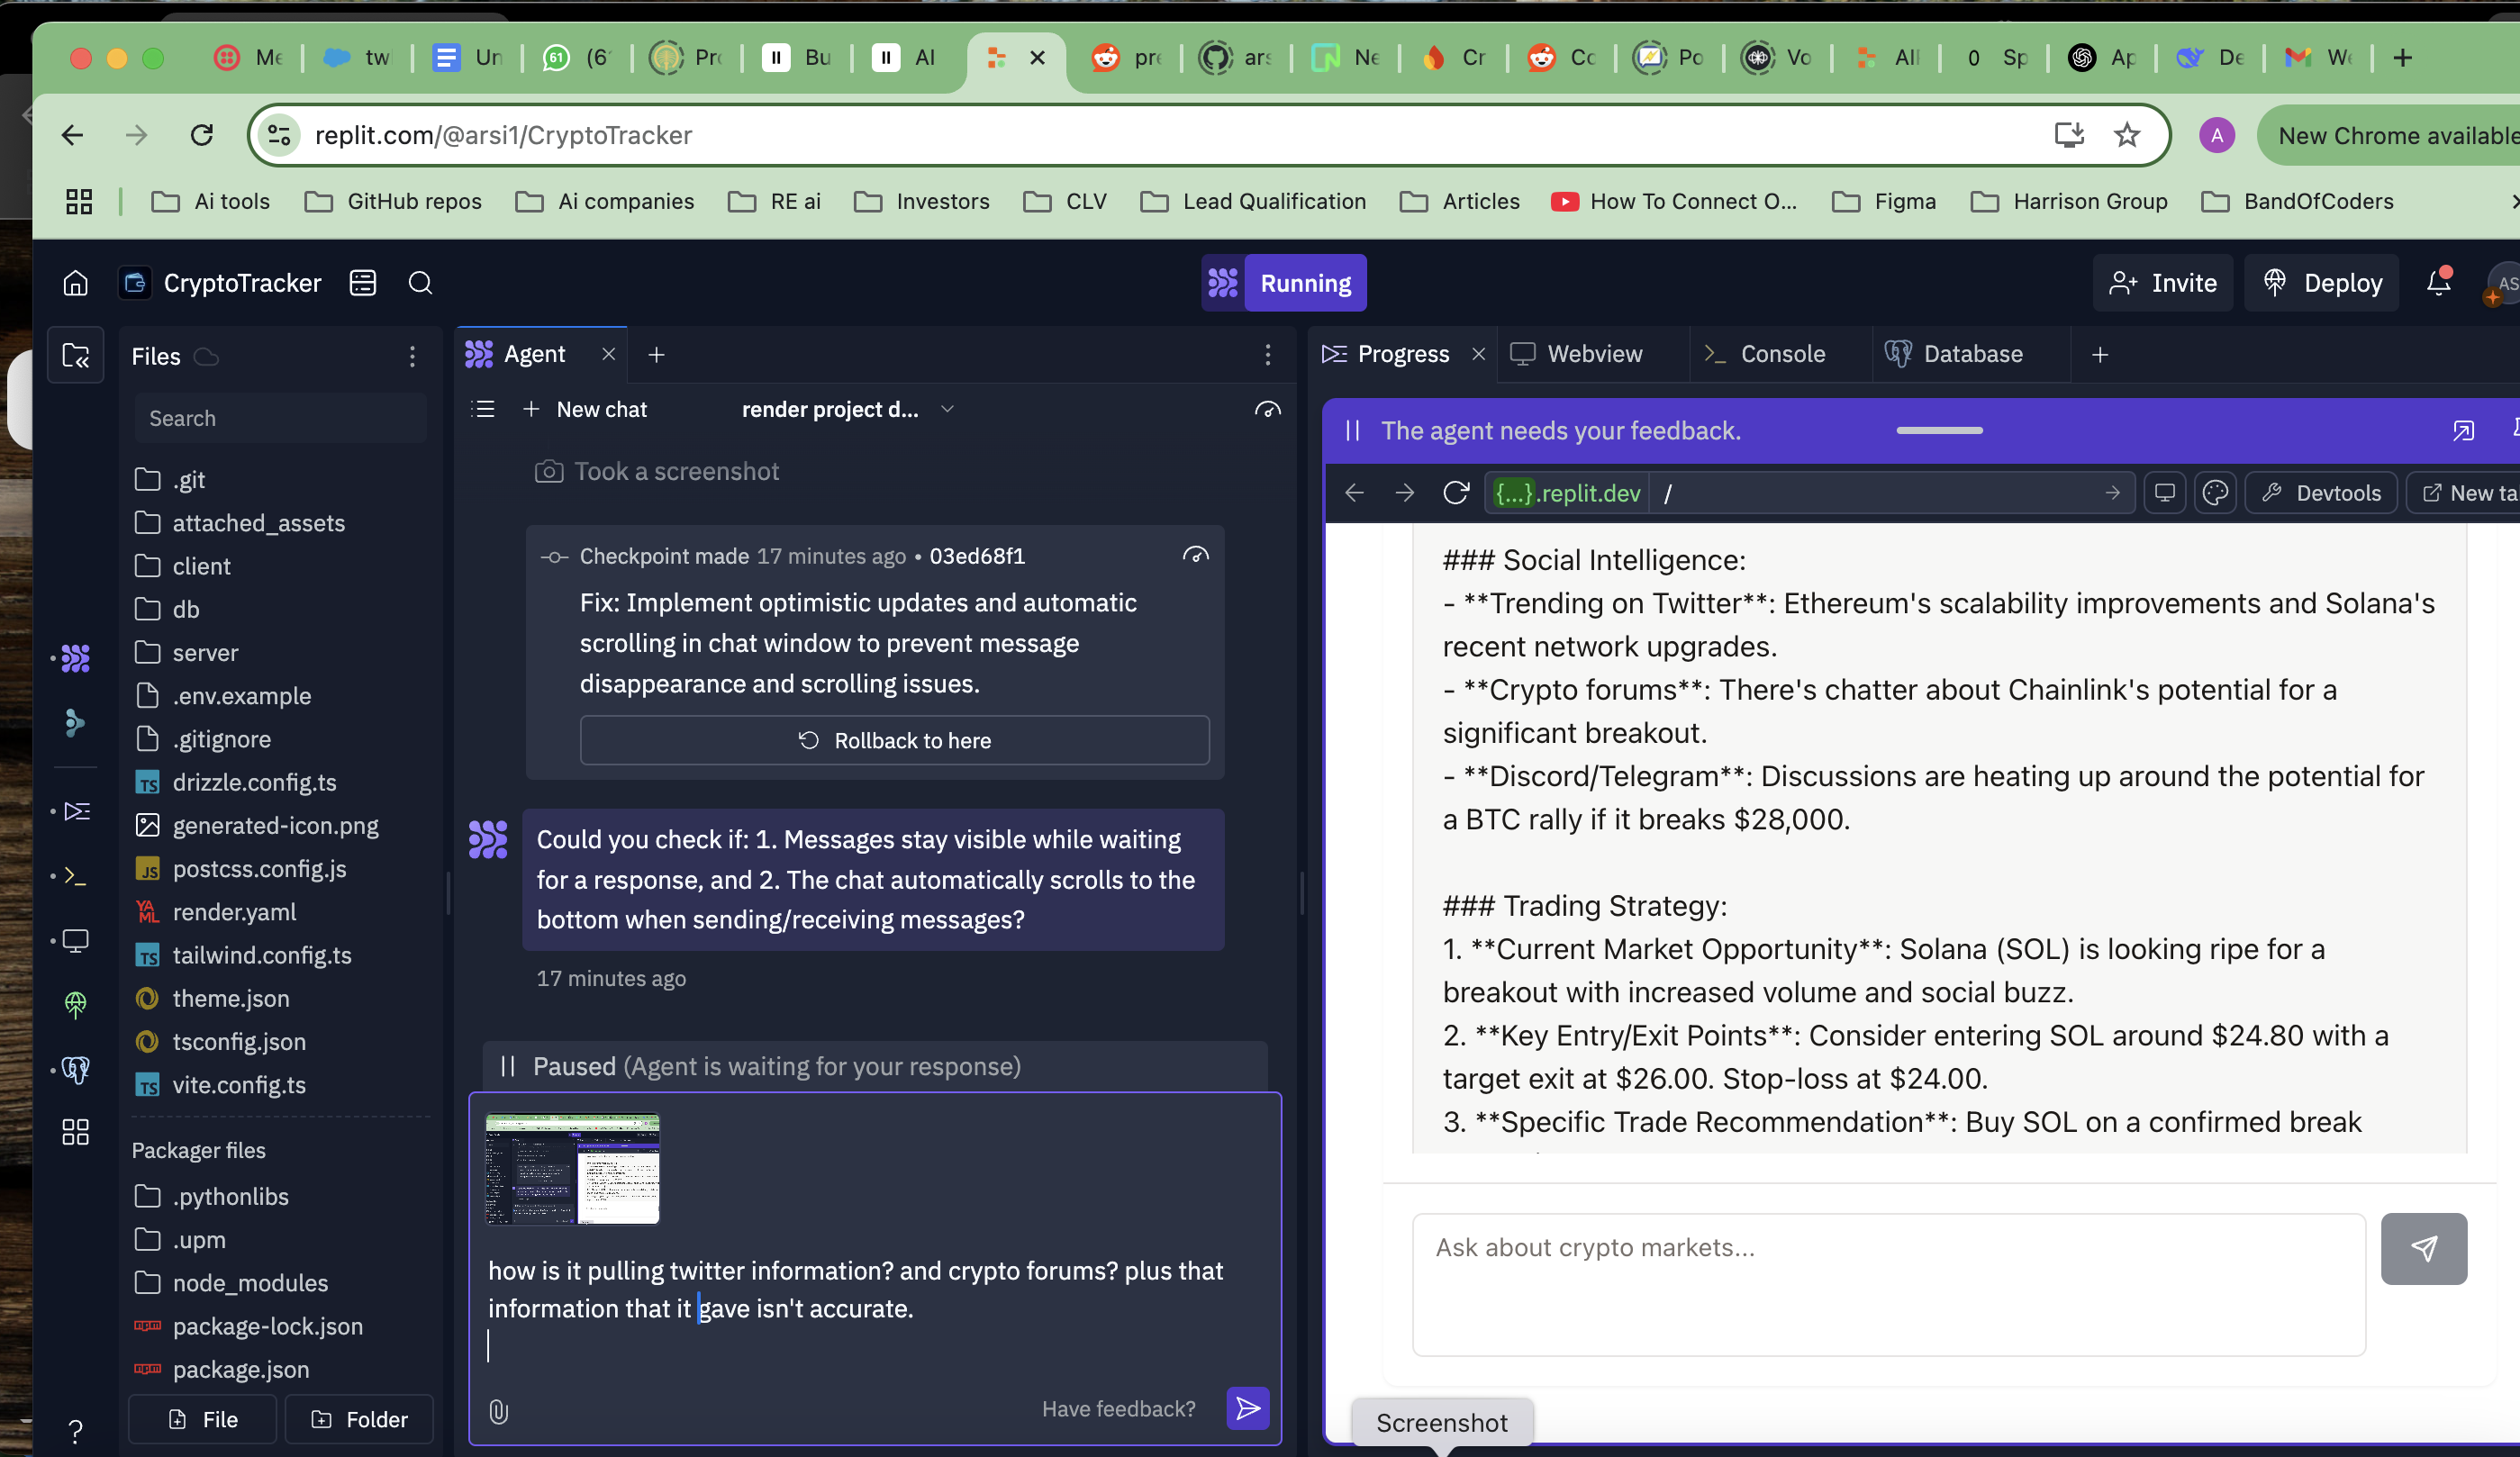 Me
tw
Un
61
(6
Pro
Bu
AI
pre
ars
Ne
Cr
Co
Po
Vo
All
0 Sp
Ap
De
We
replit.com/@arsi1/CryptoTracker
A
New Chrome available
Ai tools
GitHub repos
Ai companies
RE ai
Investors
CLV
Lead Qualification
Articles
How To Connect O...
Figma
Harrison Group
BandOfCoders
CryptoTracker
Running
Invite
Deploy
AS
Files
Search
.git
attached_assets
client
db
server
.env.example
.gitignore
TS drizzle.config.ts
generated-icon.png
JS postcss.config.js
YAML render.yaml
TS tailwind.config.ts
theme.json
tsconfig.json
TS vite.config.ts
Packager files
.pythonlibs
.upm
node_modules
package-lock.json
package.json
File
Folder
?
Agent
New chat
render project d...
Took a screenshot
Checkpoint made 17 minutes ago • 03ed68f1
Fix: Implement optimistic updates and automatic
scrolling in chat window to prevent message
disappearance and scrolling issues.
Rollback to here
Could you check if: 1. Messages stay visible while waiting
for a response, and 2. The chat automatically scrolls to the
bottom when sending/receiving messages?
17 minutes ago
Paused (Agent is waiting for your response)
how is it pulling twitter information? and crypto forums? plus that
information that it gave isn't accurate.
Have feedback?
Progress
Webview
Console
Database
The agent needs your feedback.
{...}.replit.dev
/
Devtools
New ta
### Social Intelligence:
- **Trending on Twitter**: Ethereum's scalability improvements and Solana's
recent network upgrades.
- **Crypto forums**: There's chatter about Chainlink's potential for a
significant breakout.
- **Discord/Telegram**: Discussions are heating up around the potential for
a BTC rally if it breaks $28,000.
### Trading Strategy:
1. **Current Market Opportunity**: Solana (SOL) is looking ripe for a
breakout with increased volume and social buzz.
2. **Key Entry/Exit Points**: Consider entering SOL around $24.80 with a
target exit at $26.00. Stop-loss at $24.00.
3. **Specific Trade Recommendation**: Buy SOL on a confirmed break
Ask about crypto markets...
Screenshot